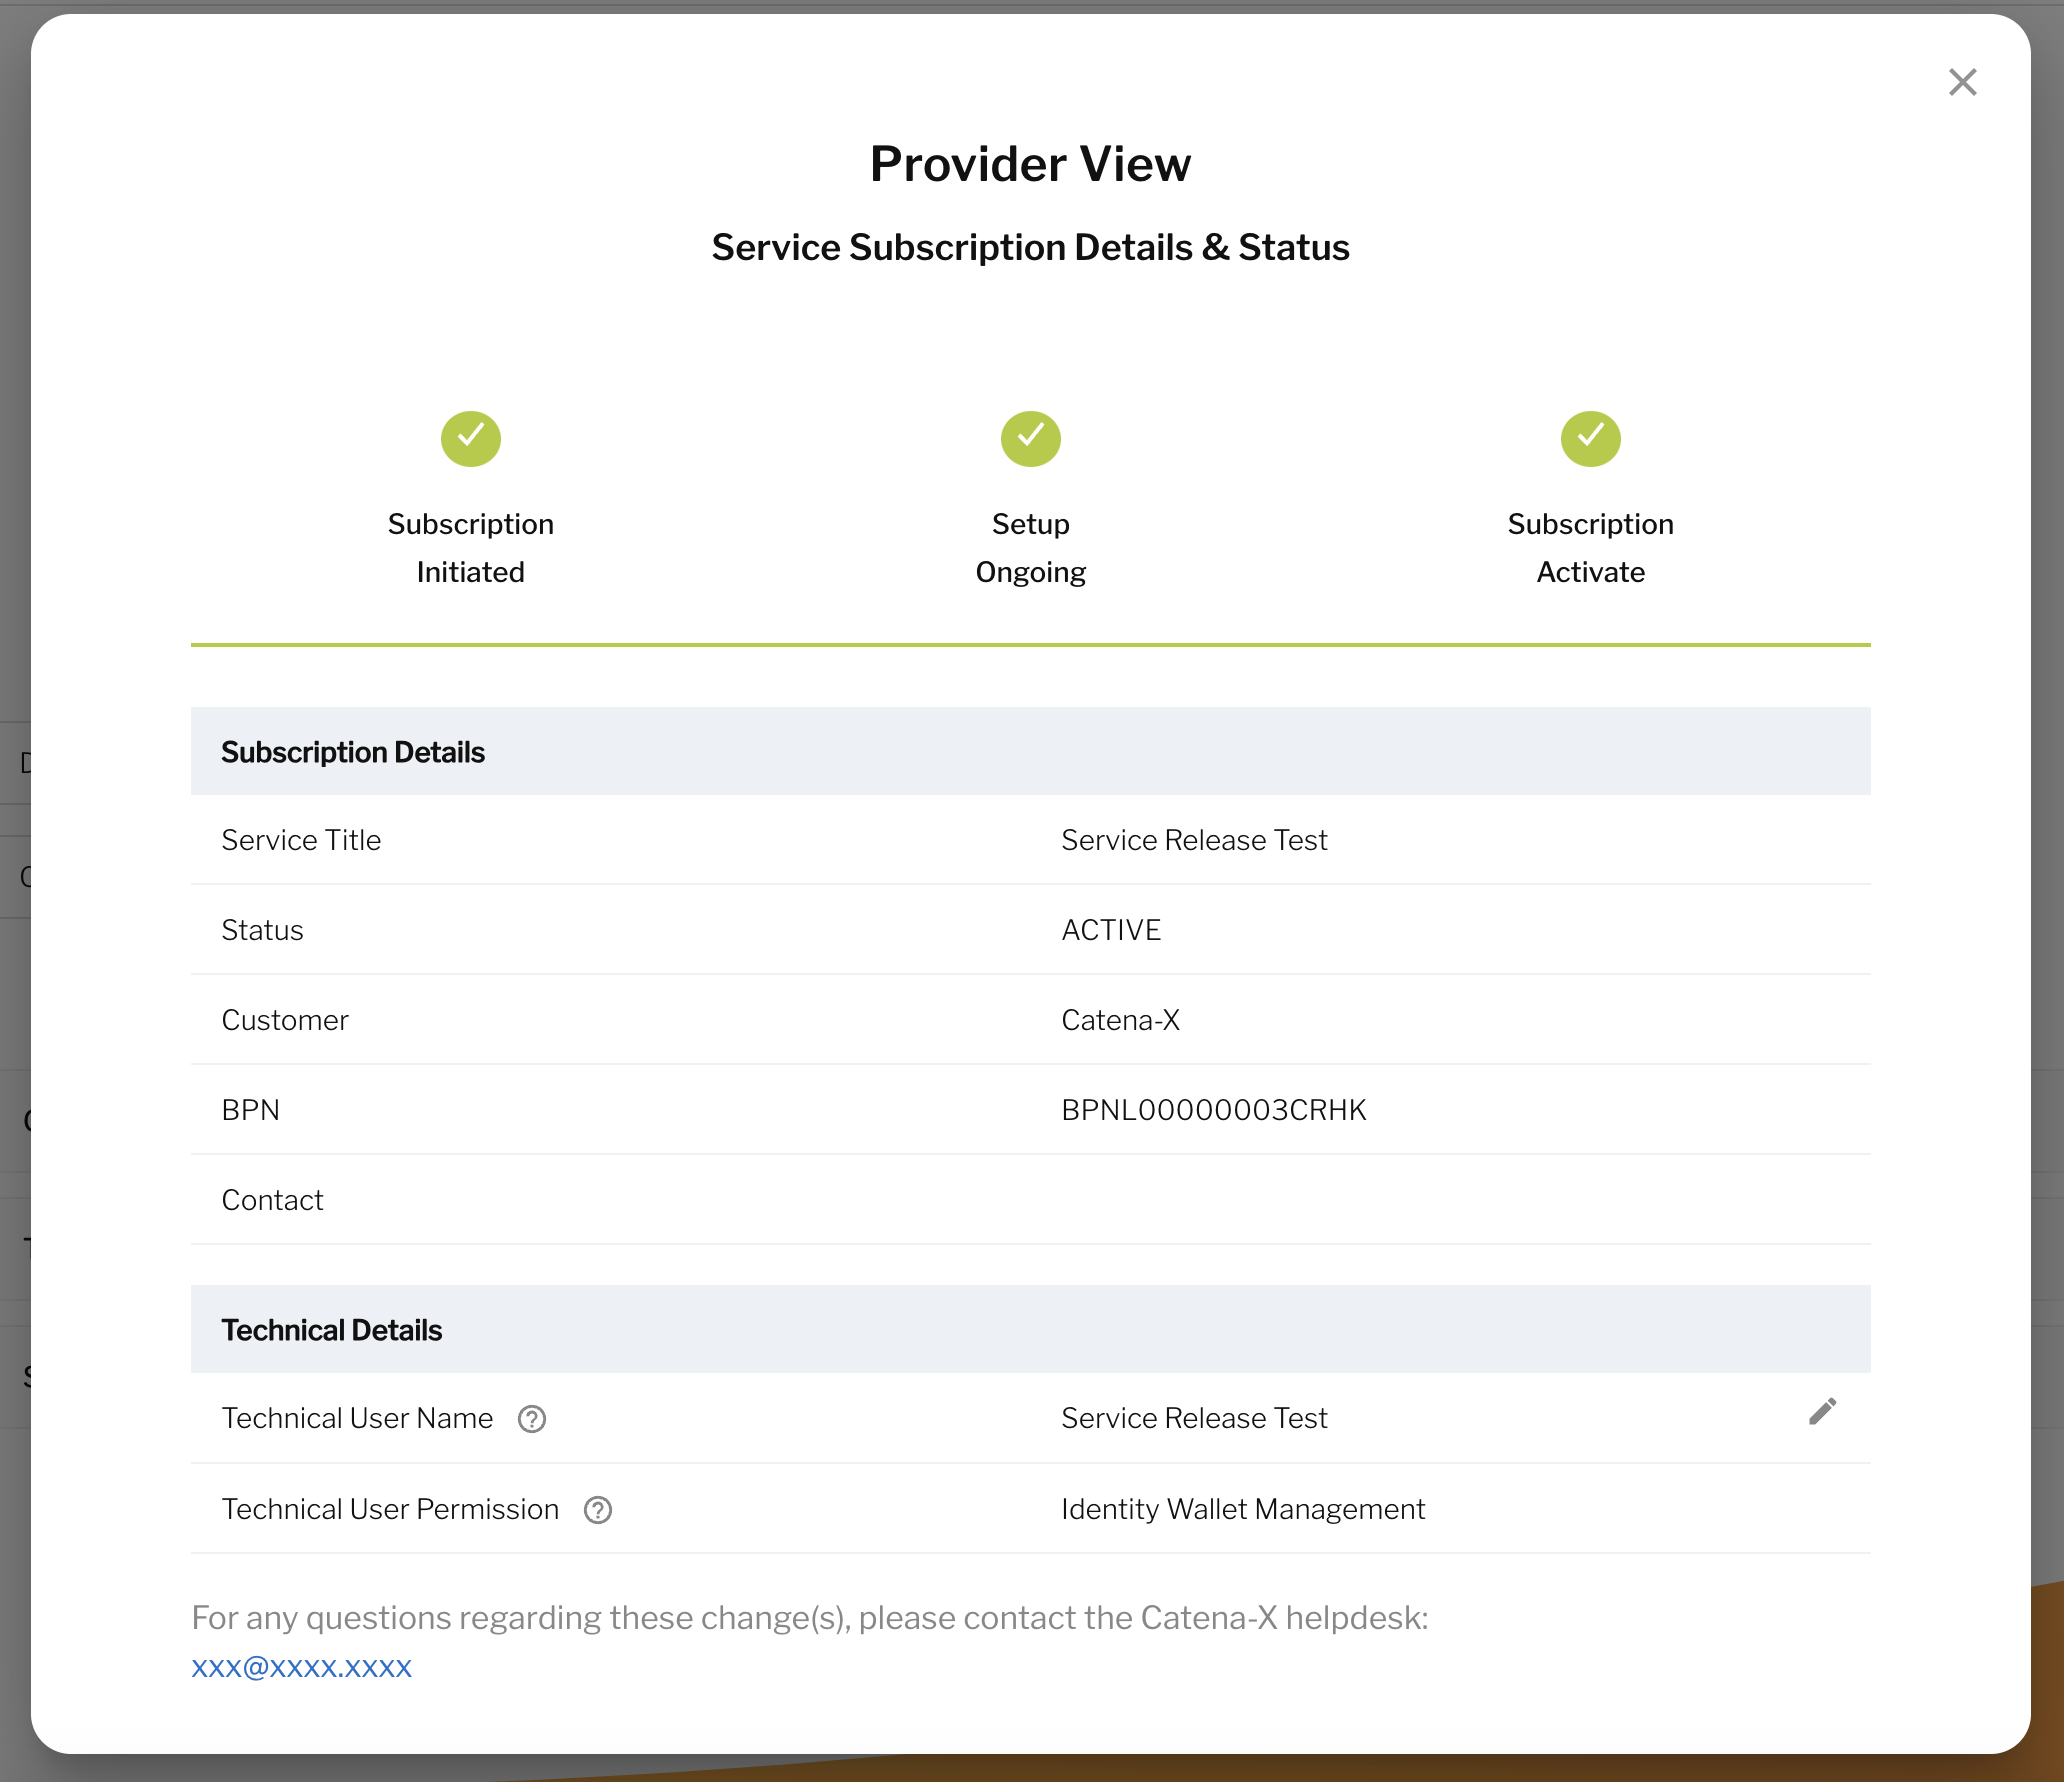 Provider View
Service Subscription Details & Status
Subscription
Initiated
Setup
Ongoing
Subscription
Activate
Subscription Details
Service Title Service Release Test
Status ACTIVE
Customer Catena-X
BPN BPNL00000003CRHK
Contact
Technical Details
Technical User Name Service Release Test
Technical User Permission Identity Wallet Management
For any questions regarding these change(s), please contact the Catena-X helpdesk:
xxx@xxxx.xxxx